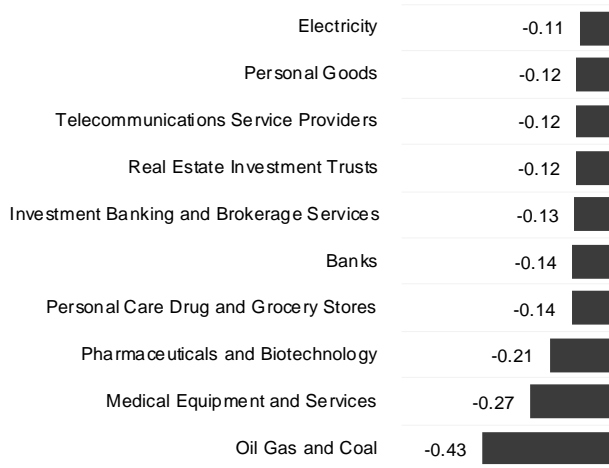 Electricity -0.11
Personal Goods -0.12
Telecommunications Service Providers -0.12
Real Estate Investment Trusts -0.12
Investment Banking and Brokerage Services -0.13
Banks -0.14
Personal Care Drug and Grocery Stores -0.14
Pharmaceuticals and Biotechnology -0.21
Medical Equipment and Services -0.27
Oil Gas and Coal -0.43